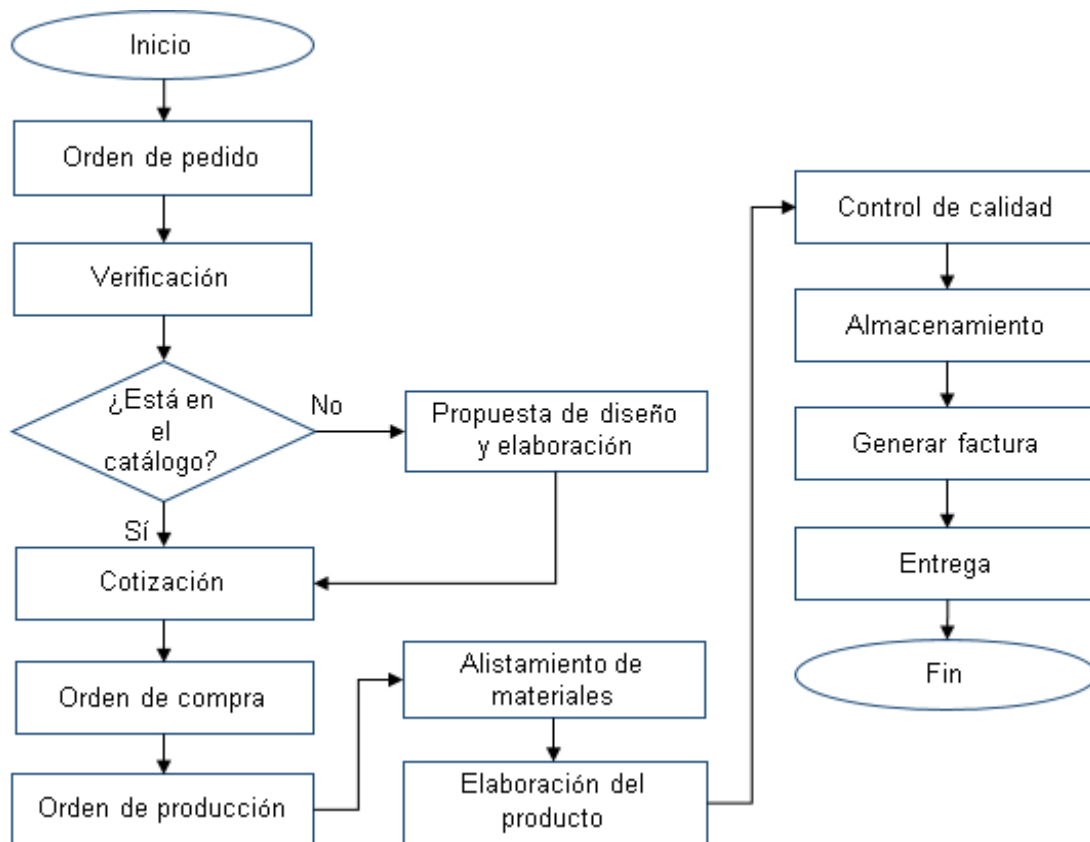 Inicio
Orden de pedido
Verificación
¿Está en
el
catálogo?
No
Propuesta de diseño
y elaboración
Sí
Cotización
Orden de compra
Orden de producción
Alistamiento de
materiales
Elaboración del
producto
Control de calidad
Almacenamiento
Generar factura
Entrega
Fin